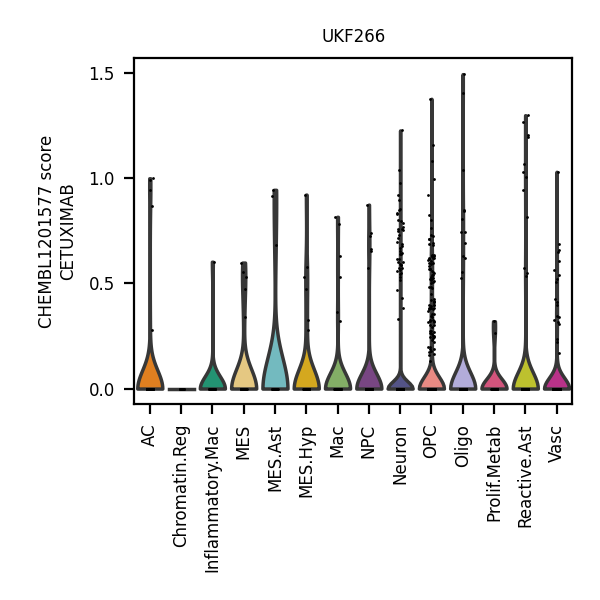 UKF266
CHEMBL1201577 score
CETUXIMAB
1.5
1.0
0.5
0.0
AC
Chromatin.Reg
Inflammatory.Mac
MES
MES.Ast
MES.Hyp
Mac
NPC
Neuron
OPC
Oligo
Prolif.Metab
Reactive.Ast
Vasc